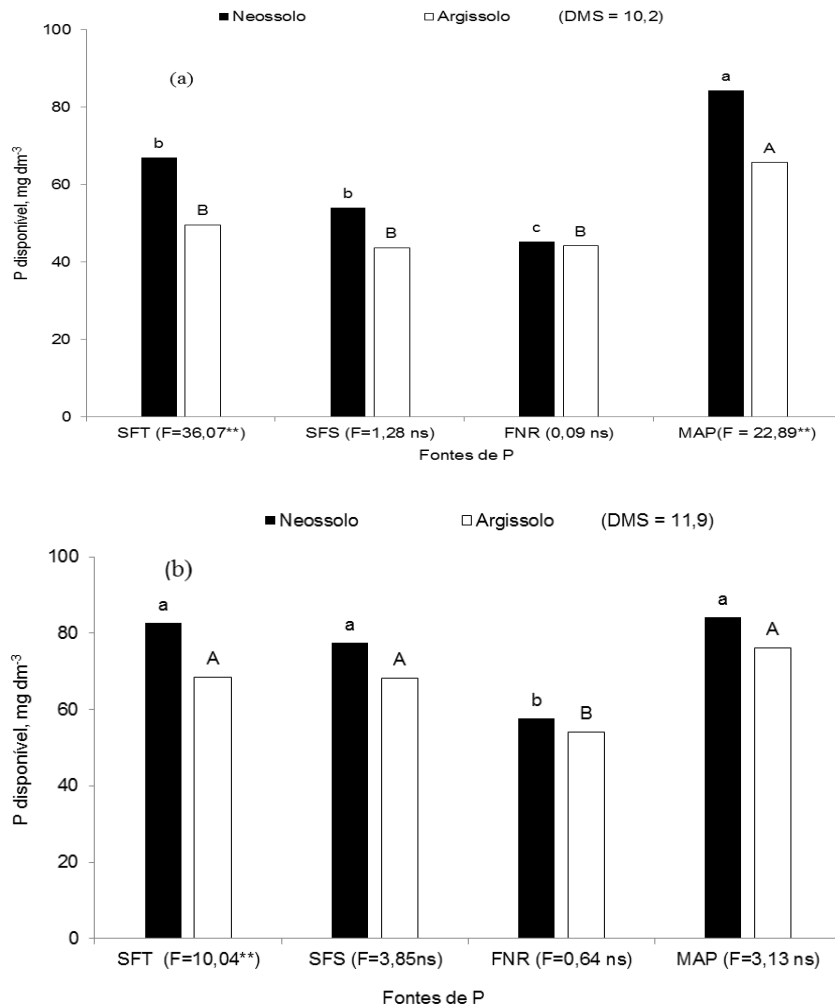 Neossolo Argissolo (DMS = 10,2)
(a)
P disponível, mg dm-3
100
80
60
40
20
0
b
B
b
B
c
B
a
A
SFT (F=36,07**) SFS (F=1,28 ns) FNR (0,09 ns) MAP(F = 22,89**)
Fontes de P
Neossolo Argissolo (DMS = 11,9)
(b)
P disponível, mg dm-3
100
80
60
40
20
0
a
A
a
A
b
B
a
A
SFT (F=10,04**) SFS (F=3,85ns) FNR (F=0,64 ns) MAP (F=3,13 ns)
Fontes de P